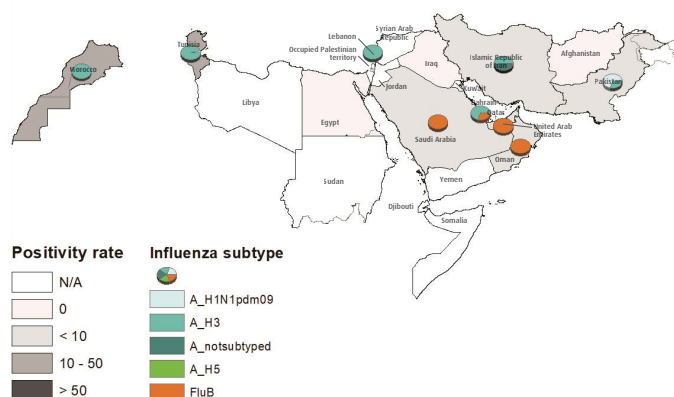 Morocco
Tunisia
Libya
Egypt
Sudan
Lebanon
Occupied Palestinian
territory
Syrian Arab
Republic
Jordan
Iraq
Kuwait
Islamic Republic
of Iran
Afghanistan
Pakistan
Bahrain
Qatar
United Arab
Emirates
Saudi Arabia
Oman
Yemen
Djibouti
Somalia
Positivity rate
N/A
0
< 10
10 - 50
> 50
Influenza subtype
A_H1N1pdm09
A_H3
A_notsubtyped
A_H5
FluB